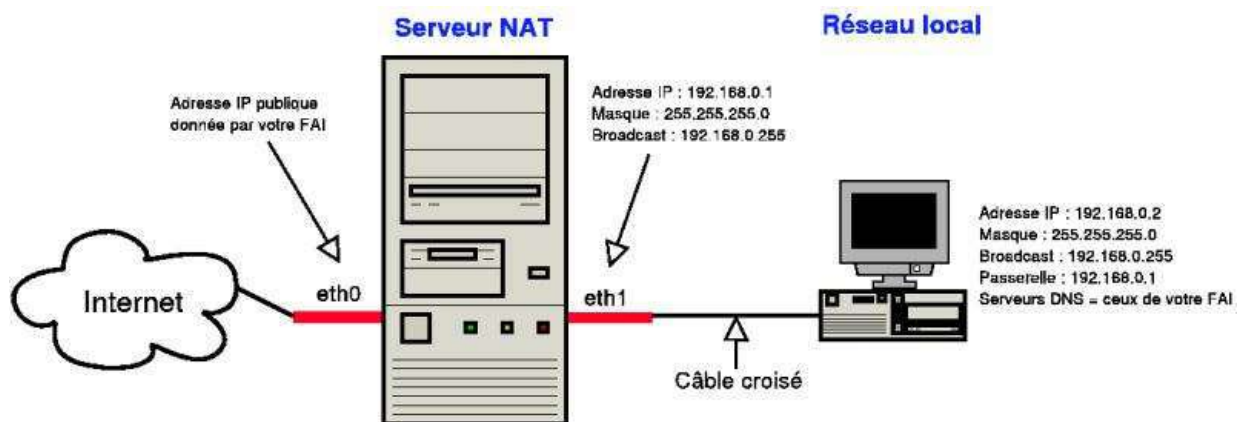 Serveur NAT
Réseau local
Adresse IP publique
donnée par votre FAI
Adresse IP : 192.168.0.1
Masque : 255.255.255.0
Broadcast : 192.168.0.255
Adresse IP : 192.168.0.2
Masque : 255.255.255.0
Broadcast : 192.168.0.255
Passerelle : 192.168.0.1
Serveurs DNS = ceux de votre FAI
Internet
eth0
eth1
Câble croisé